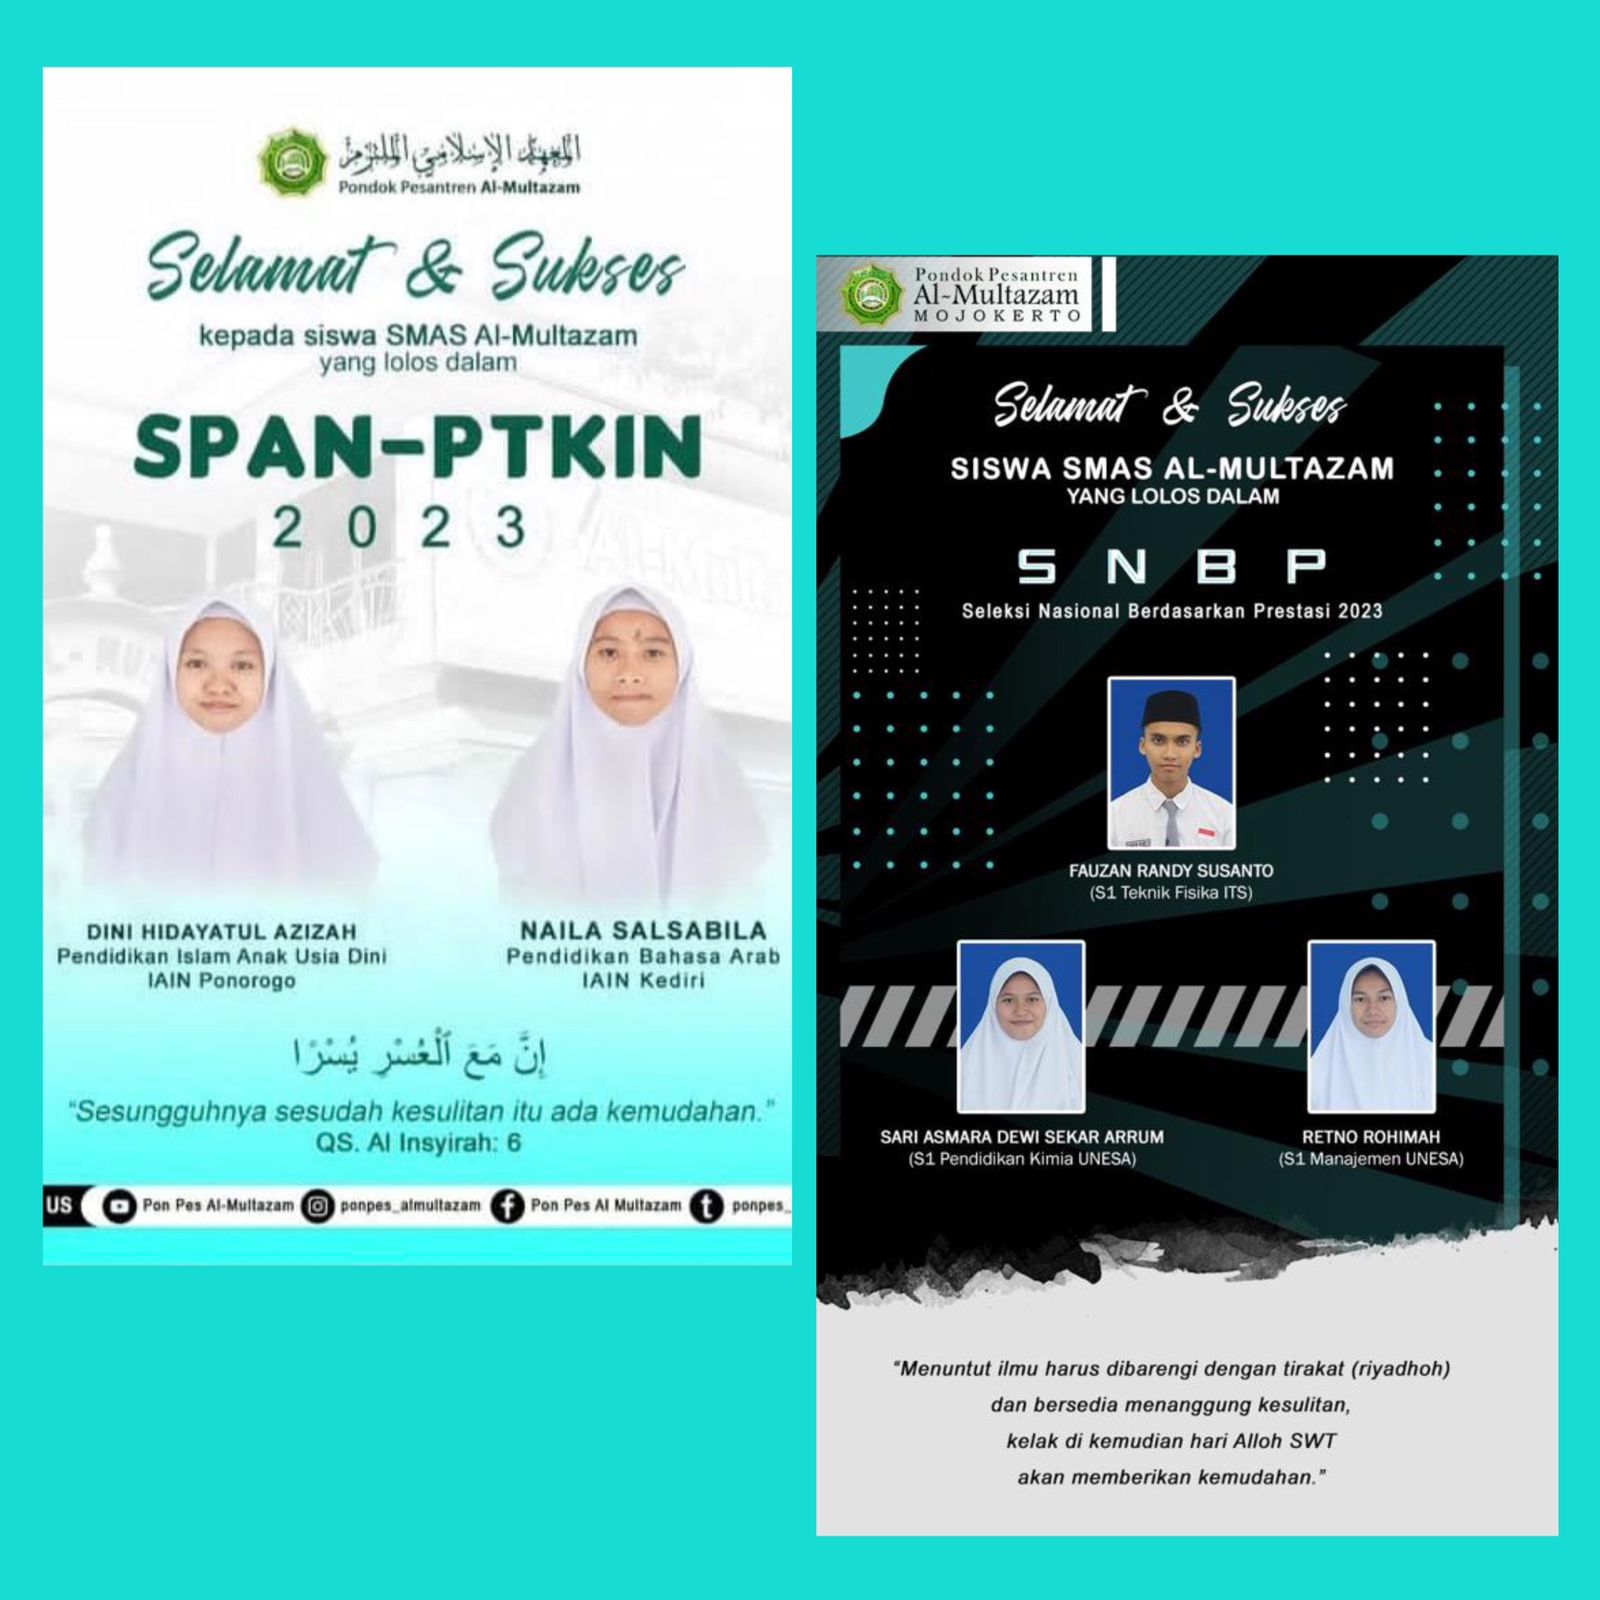 المعهد الإسلامي الملتزم
Pondok Pesantren Al-Multazam
Selamat & Sukses
kepada siswa SMAS Al-Multazam
yang lolos dalam
SPAN-PTKIN
2023
DINI HIDAYATUL AZIZAH
Pendidikan Islam Anak Usia Dini
IAIN Ponorogo
NAILA SALSABILA
Pendidikan Bahasa Arab
IAIN Kediri
إِنَّ مَعَ ٱلْعُسْرِ يُسْرًا
"Sesungguhnya sesudah kesulitan itu ada kemudahan."
QS. Al Insyirah: 6
US Pon Pes Al-Multazam ponpes_almultazam Pon Pes Al Multazam ponpes_
Pondok Pesantren
Al-Multazam
MOJOKERTO
Selamat & Sukses
SISWA SMAS AL-MULTAZAM
YANG LOLOS DALAM
SNBP
Seleksi Nasional Berdasarkan Prestasi 2023
FAUZAN RANDY SUSANTO
(S1 Teknik Fisika ITS)
SARI ASMARA DEWI SEKAR ARRUM
(S1 Pendidikan Kimia UNESA)
RETNO ROHIMAH
(S1 Manajemen UNESA)
"Menuntut ilmu harus dibarengi dengan tirakat (riyadhoh)
dan bersedia menanggung kesulitan,
kelak di kemudian hari Alloh SWT
akan memberikan kemudahan."